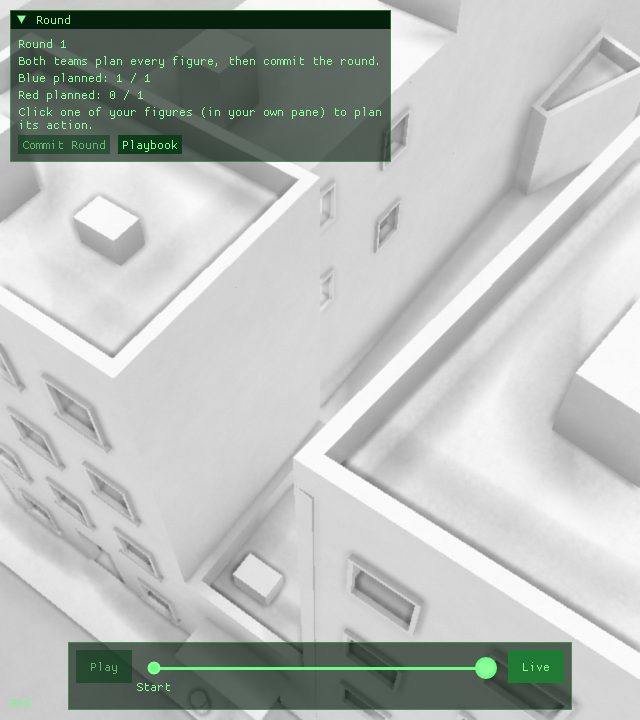 Round
Round 1
Both teams plan every figure, then commit the round.
Blue planned: 1 / 1
Red planned: 0 / 1
Click one of your figures (in your own pane) to plan
its action.
Commit Round
Playbook
Play
Live
Start